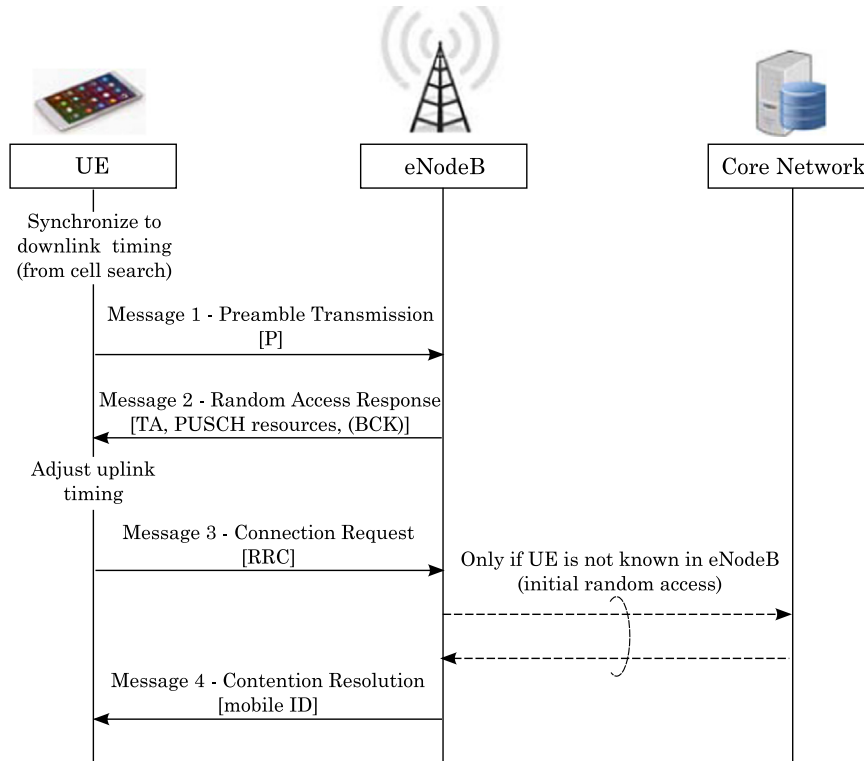 UE
eNodeB
Core Network
Synchronize to
downlink timing
(from cell search)
Message 1 - Preamble Transmission
[P]
Message 2 - Random Access Response
[TA, PUSCH resources, (BCK)]
Adjust uplink
timing
Message 3 - Connection Request
[RRC]
Only if UE is not known in eNodeB
(initial random access)
Message 4 - Contention Resolution
[mobile ID]